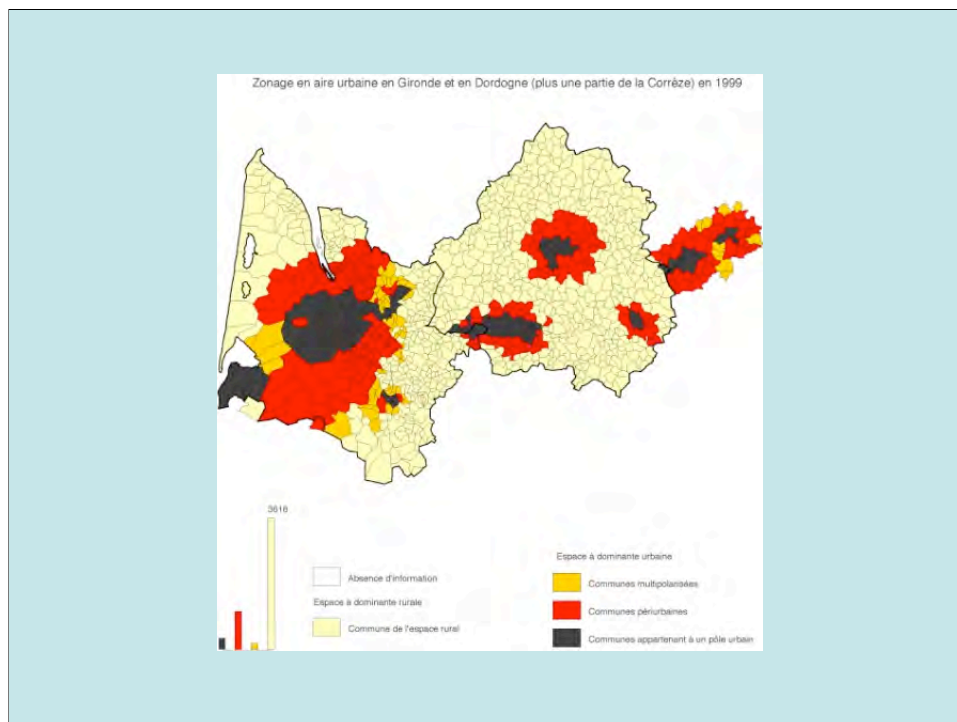 Zonage en aire urbaine en Gironde et en Dordogne (plus une partie de la Corrèze) en 1999
3618
Absence d'information
Espace à dominante rurale
Commune de l'espace rural
Espace à dominante urbaine
Communes multipolarisées
Communes périurbaines
Communes appartenant à un pôle urbain